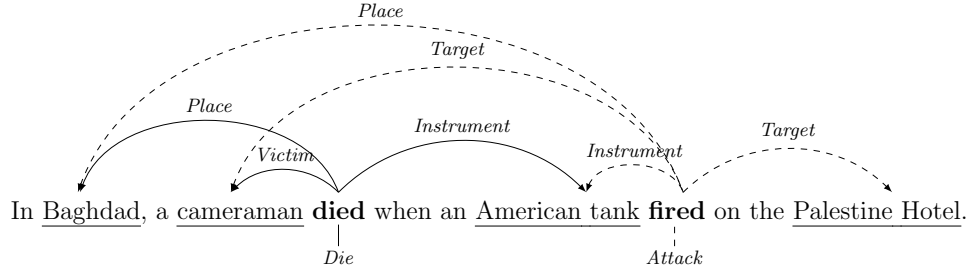 Place
Target
Place
Instrument
Target
Victim
Instrument
In Baghdad, a cameraman died when an American tank fired on the Palestine Hotel.
Die
Attack